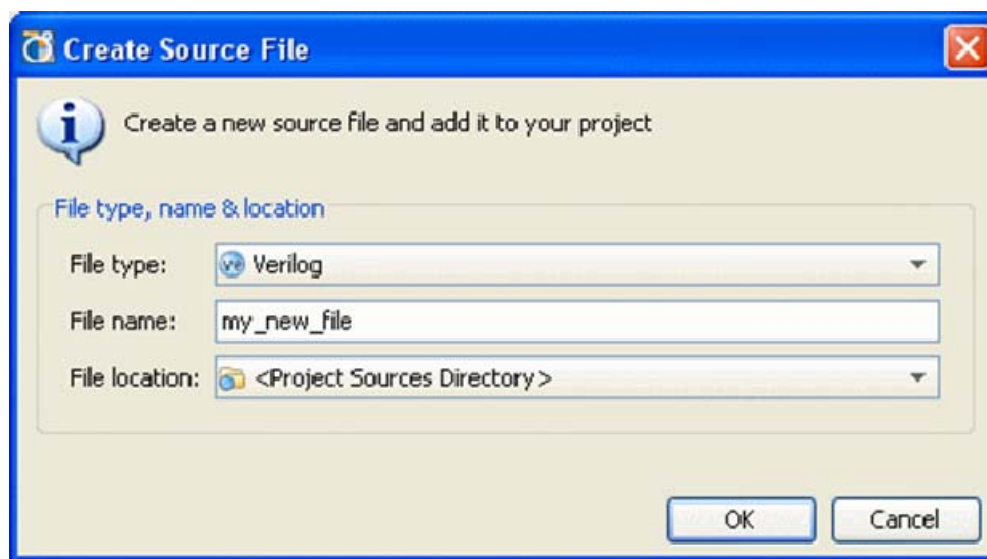 Create Source File
Create a new source file and add it to your project
File type, name & location
File type: ve Verilog
File name: my_new_file
File location: <Project Sources Directory>
OK Cancel